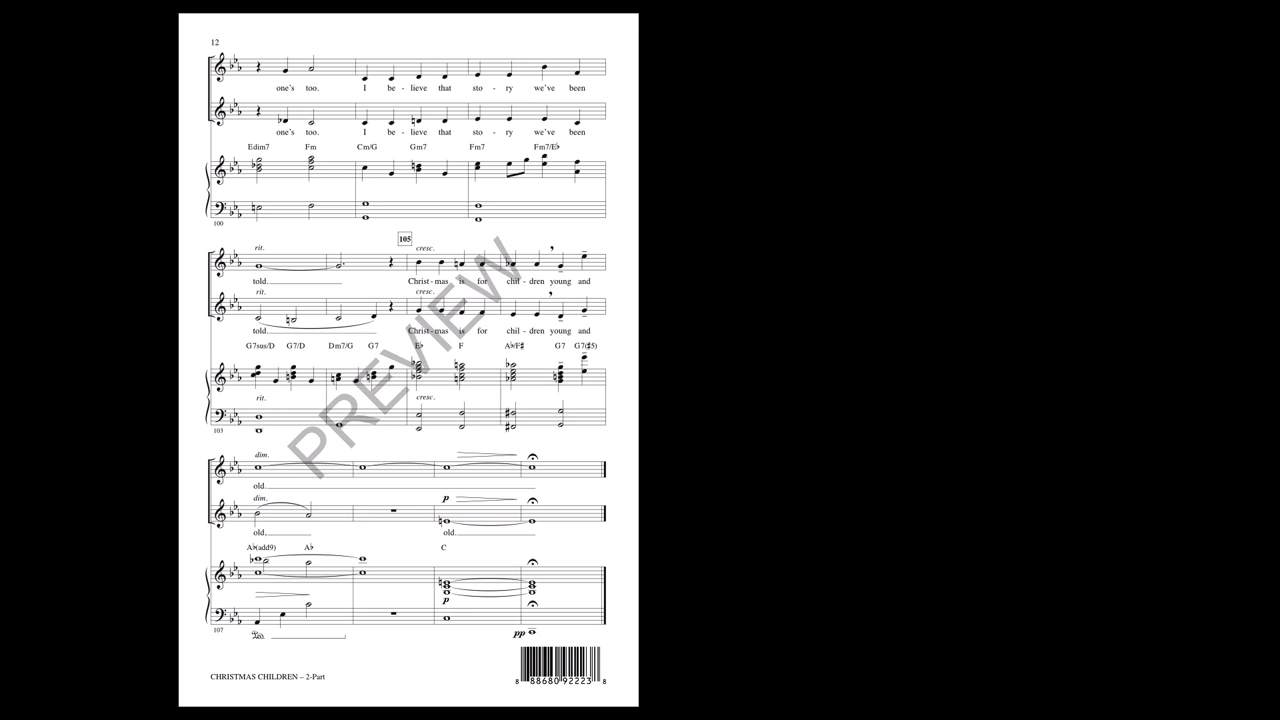 12
one's too. I be - lieve that sto - ry we've been
one's too. I be - lieve that sto - ry we've been
Edim7 Fm Cm/G Gm7 Fm7 Fm7/E♭
100
105
rit. cresc.
told. Christ - mas is for chil - dren young and
rit. cresc.
told. Christ - mas is for chil - dren young and
G7sus/D G7/D Dm7/G G7 E♭ F A♭/F♯ G7 G7(♯5)
rit. cresc.
103
PREVIEW
dim.
old.
dim. p
old. old.
A♭(add9) A♭ C
p
107
pp
CHRISTMAS CHILDREN – 2-Part
8 88680 92223 8